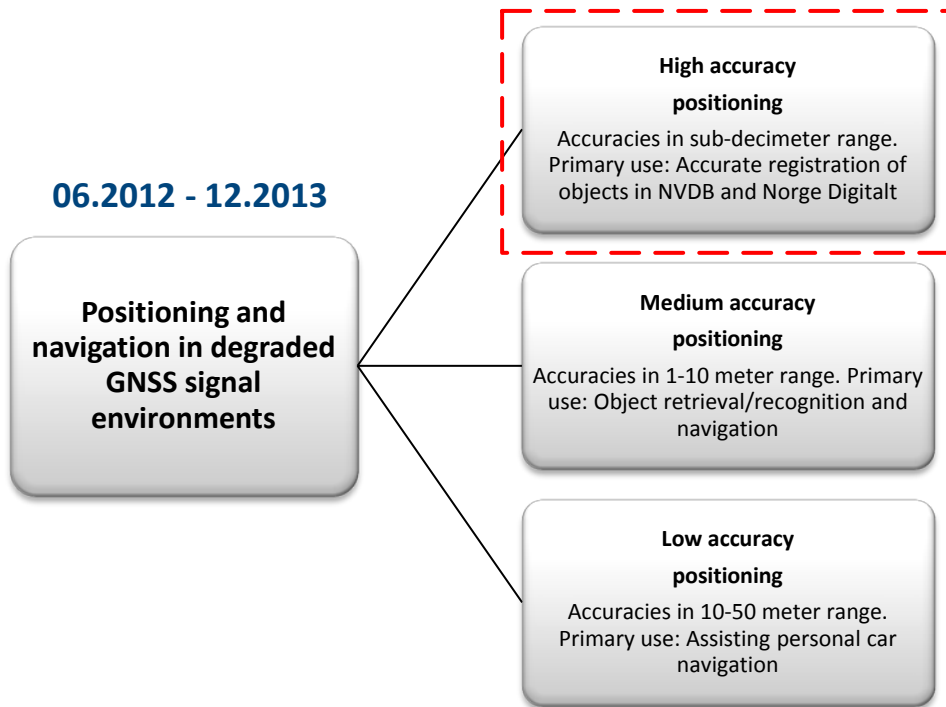 06.2012 - 12.2013
Positioning and
navigation in degraded
GNSS signal
environments
High accuracy
positioning
Accuracies in sub-decimeter range.
Primary use: Accurate registration of
objects in NVDB and Norge Digitalt
Medium accuracy
positioning
Accuracies in 1-10 meter range. Primary
use: Object retrieval/recognition and
navigation
Low accuracy
positioning
Accuracies in 10-50 meter range.
Primary use: Assisting personal car
navigation